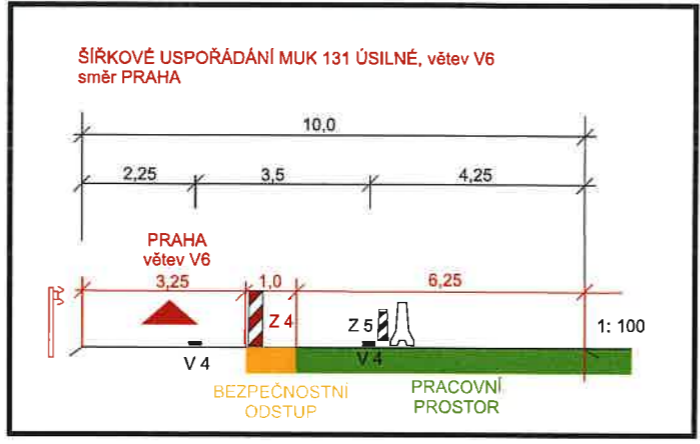 ŠÍŘKOVÉ USPOŘÁDÁNÍ MUK 131 ÚSILNÉ, větev V6
směr PRAHA
10,0
2,25 3,5 4,25
PRAHA
větev V6
3,25 1,0 6,25
Z 4 Z 5 1: 100
V 4 V 4
BEZPEČNOSTNÍ
ODSTUP
PRACOVNÍ
PROSTOR